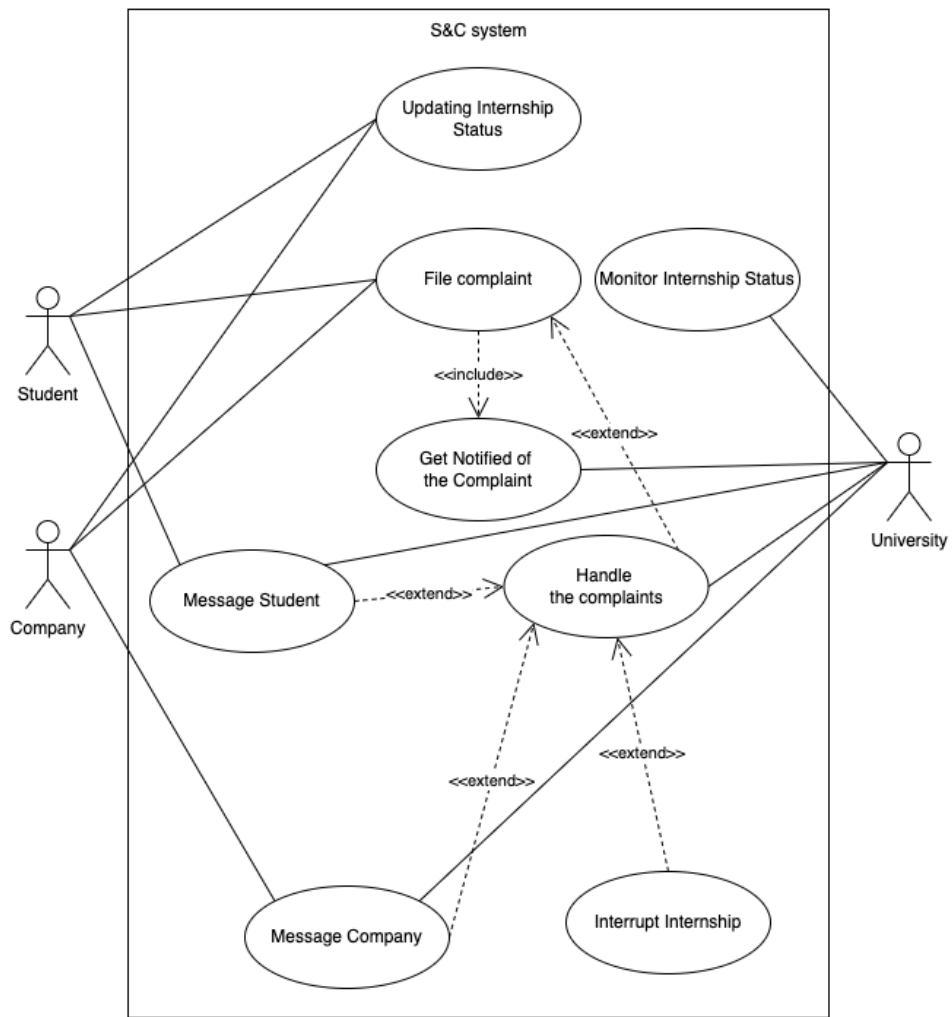 S&C system
Updating Internship
Status
File complaint
Monitor Internship Status
Student
<<include>>
<<extend>>
Get Notified of
the Complaint
University
Company
Message Student
<<extend>>
Handle
the complaints
<<extend>>
<<extend>>
Message Company
Interrupt Internship